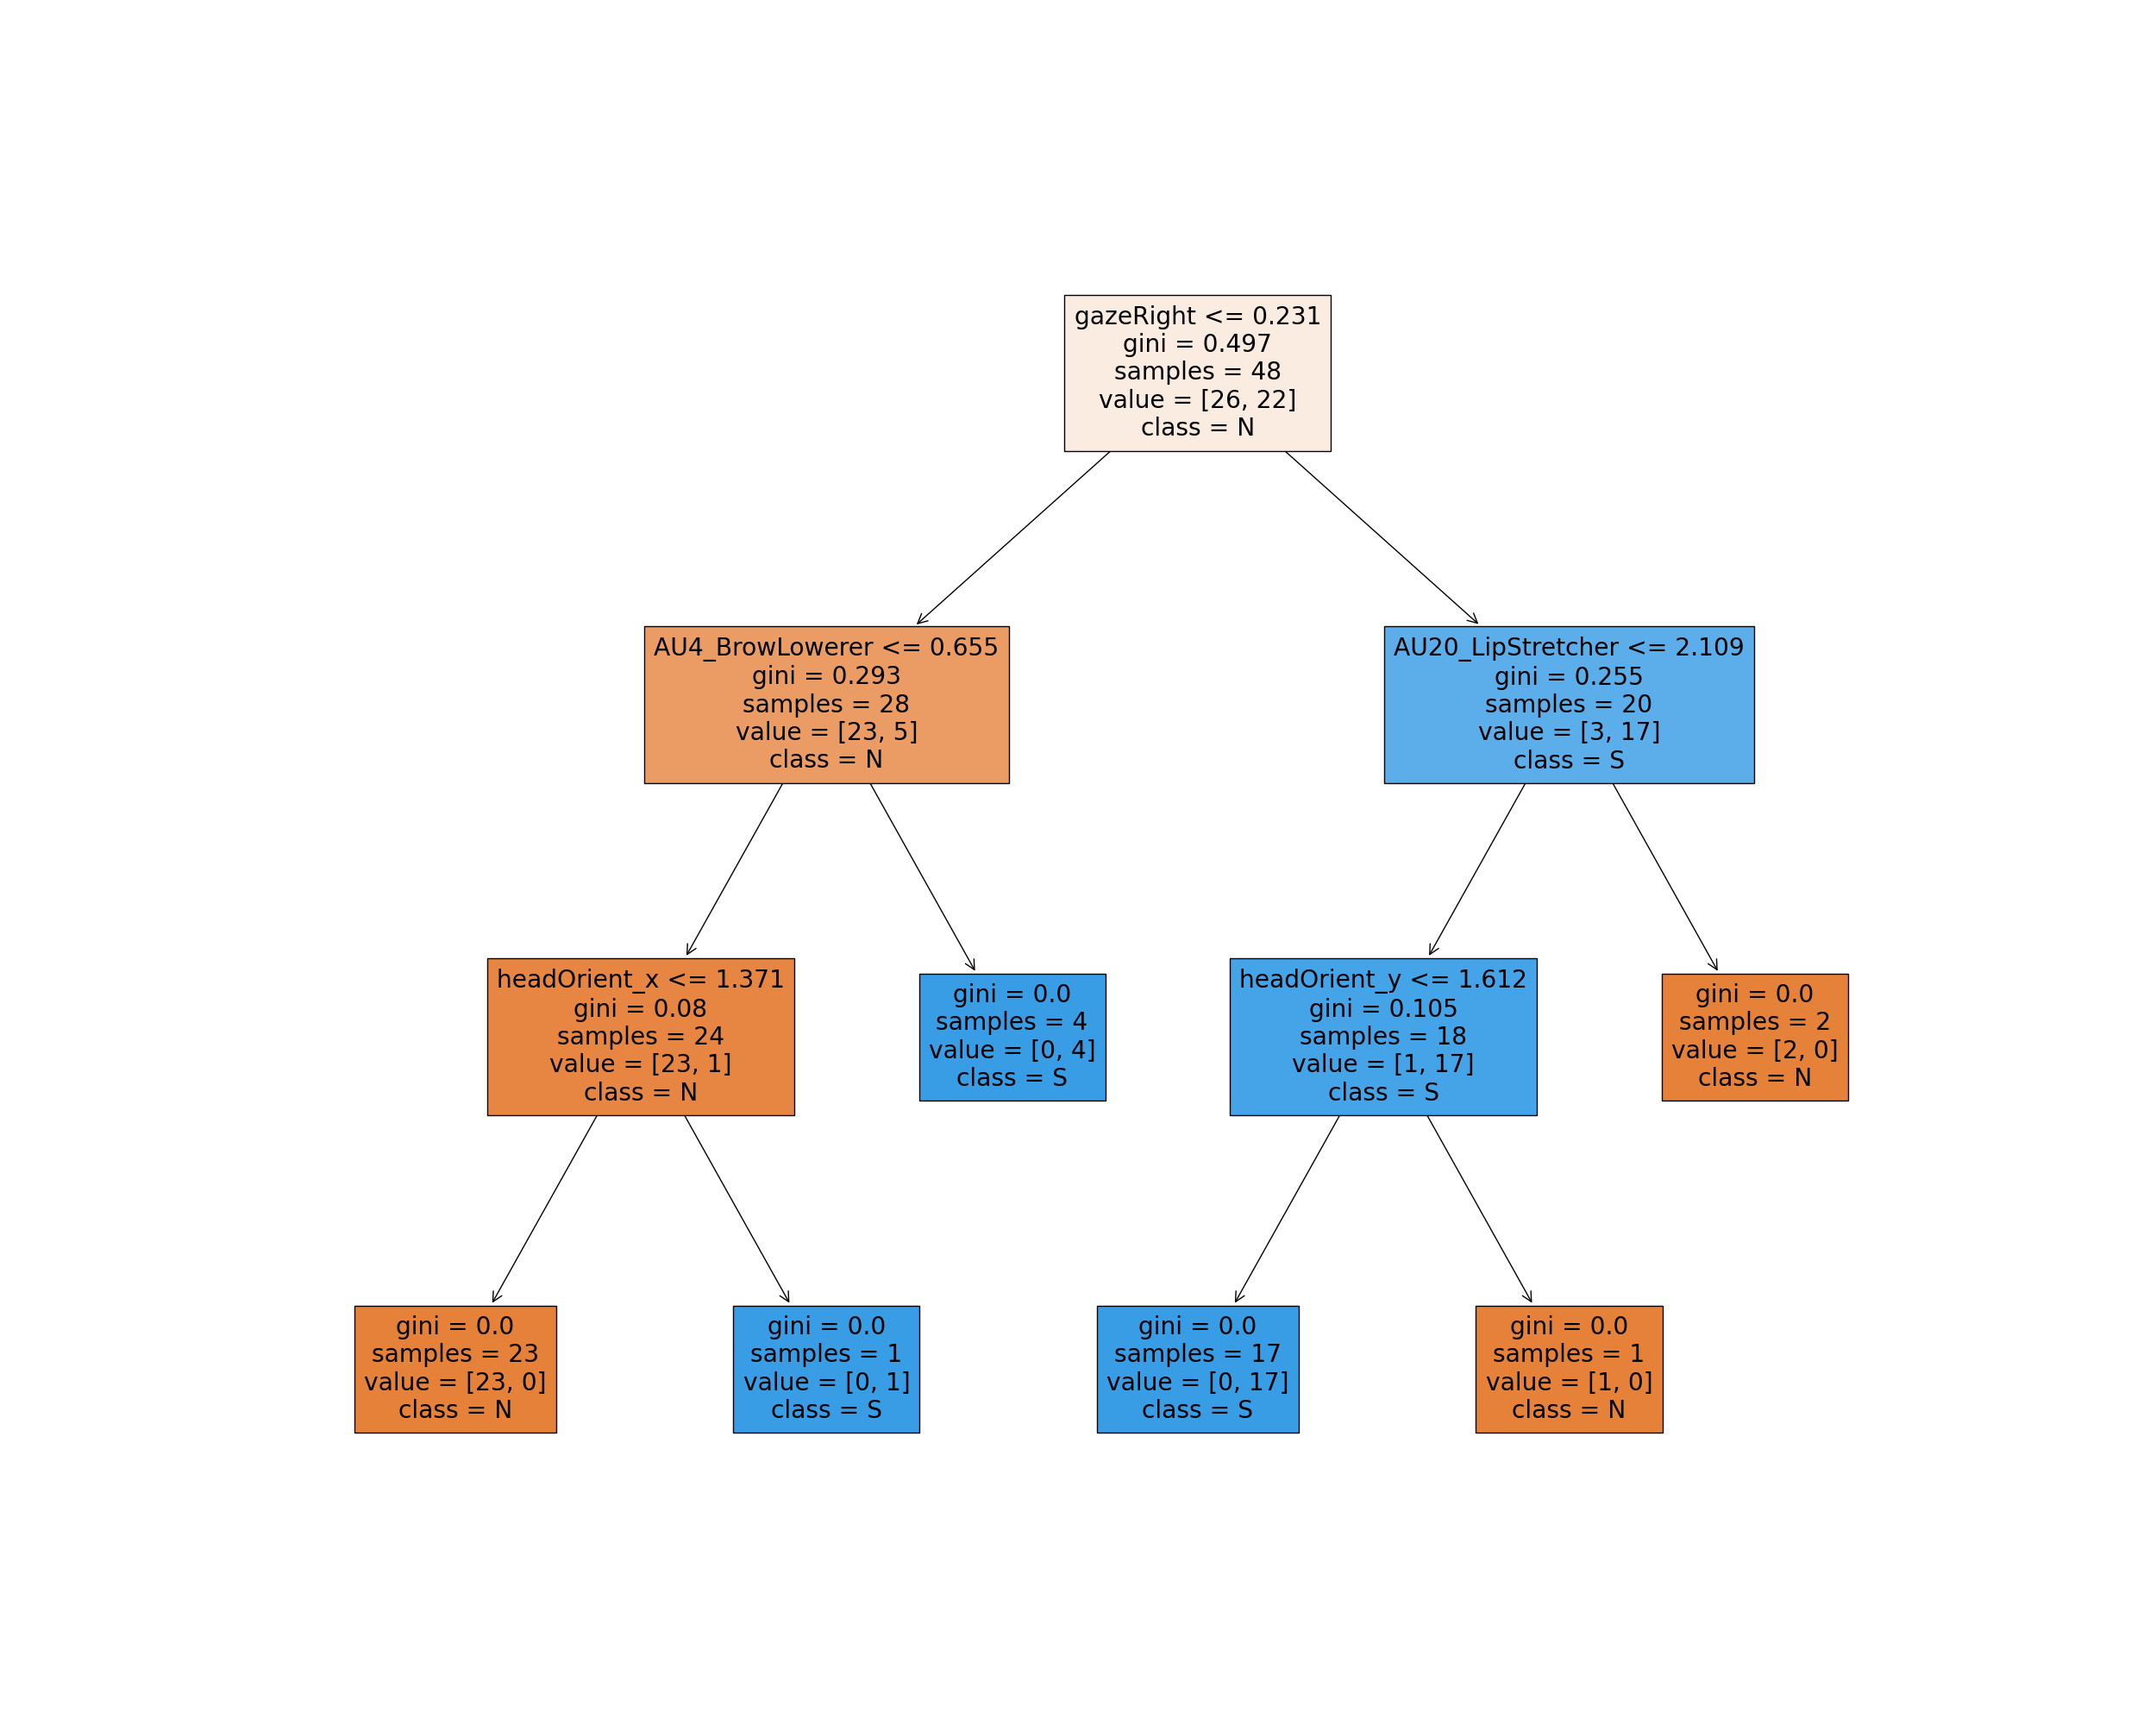 gazeRight <= 0.231
gini = 0.497
samples = 48
value = [26, 22]
class = N
AU4_BrowLowerer <= 0.655
gini = 0.293
samples = 28
value = [23, 5]
class = N
AU20_LipStretcher <= 2.109
gini = 0.255
samples = 20
value = [3, 17]
class = S
headOrient_x <= 1.371
gini = 0.08
samples = 24
value = [23, 1]
class = N
gini = 0.0
samples = 4
value = [0, 4]
class = S
headOrient_y <= 1.612
gini = 0.105
samples = 18
value = [1, 17]
class = S
gini = 0.0
samples = 2
value = [2, 0]
class = N
gini = 0.0
samples = 23
value = [23, 0]
class = N
gini = 0.0
samples = 1
value = [0, 1]
class = S
gini = 0.0
samples = 17
value = [0, 17]
class = S
gini = 0.0
samples = 1
value = [1, 0]
class = N